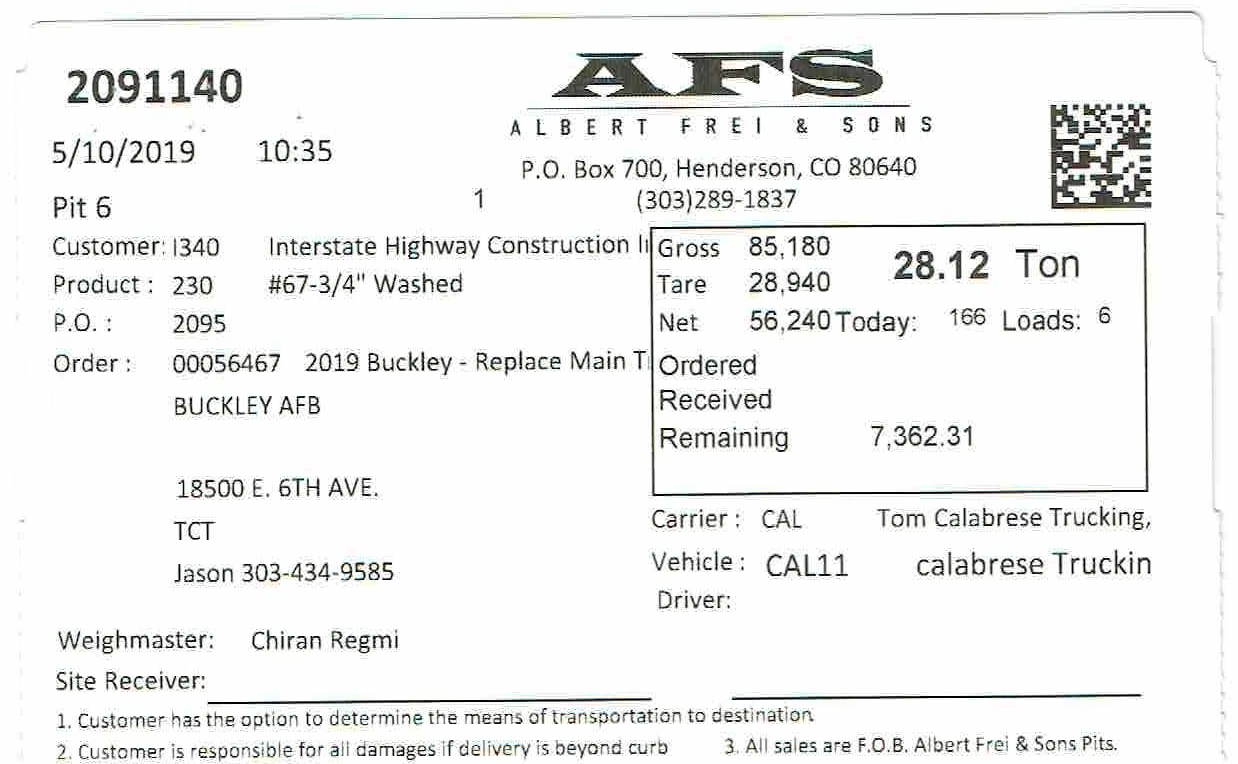 2091140
AFS
ALBERT FREI & SONS
5/10/2019 10:35
P.O. Box 700, Henderson, CO 80640
Pit 6 1 (303)289-1837
Customer: I340 Interstate Highway Construction I
Product : 230 #67-3/4" Washed
P.O. : 2095
Order : 00056467 2019 Buckley - Replace Main T
BUCKLEY AFB
18500 E. 6TH AVE.
TCT
Jason 303-434-9585
Gross 85,180 28.12 Ton
Tare 28,940
Net 56,240 Today: 166 Loads: 6
Ordered
Received
Remaining 7,362.31
Carrier : CAL Tom Calabrese Trucking,
Vehicle : CAL11 calabrese Truckin
Driver:
Weighmaster: Chiran Regmi
Site Receiver:
1. Customer has the option to determine the means of transportation to destination
2. Customer is responsible for all damages if delivery is beyond curb 3. All sales are F.O.B. Albert Frei & Sons Pits.